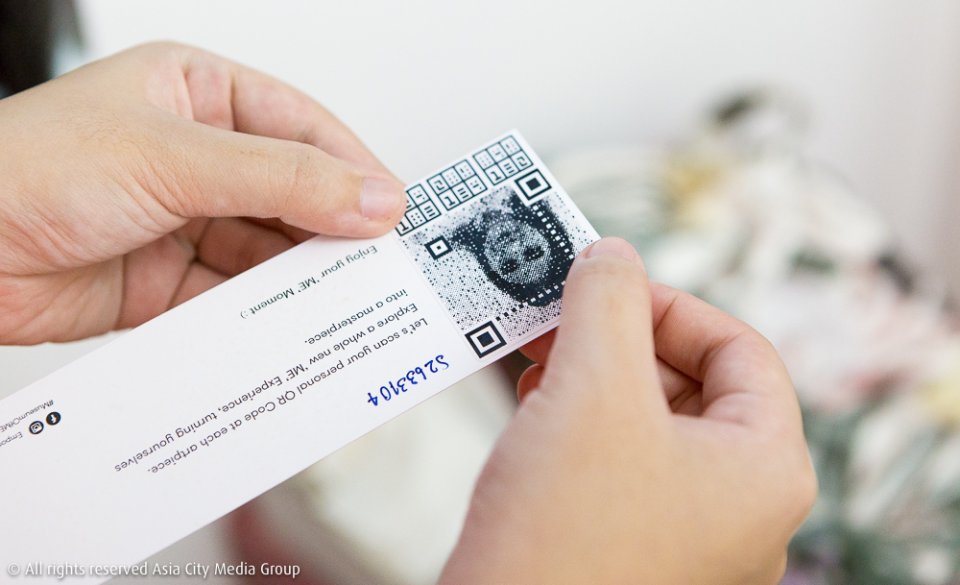 S2633104
Let's scan your personal QR Code at each artpiece.
Explore a whole new 'ME' Experience, turning yourselves
into a masterpiece.
Enjoy your 'ME' Moment :)
#MuseumOfME
© All rights reserved Asia City Media Group